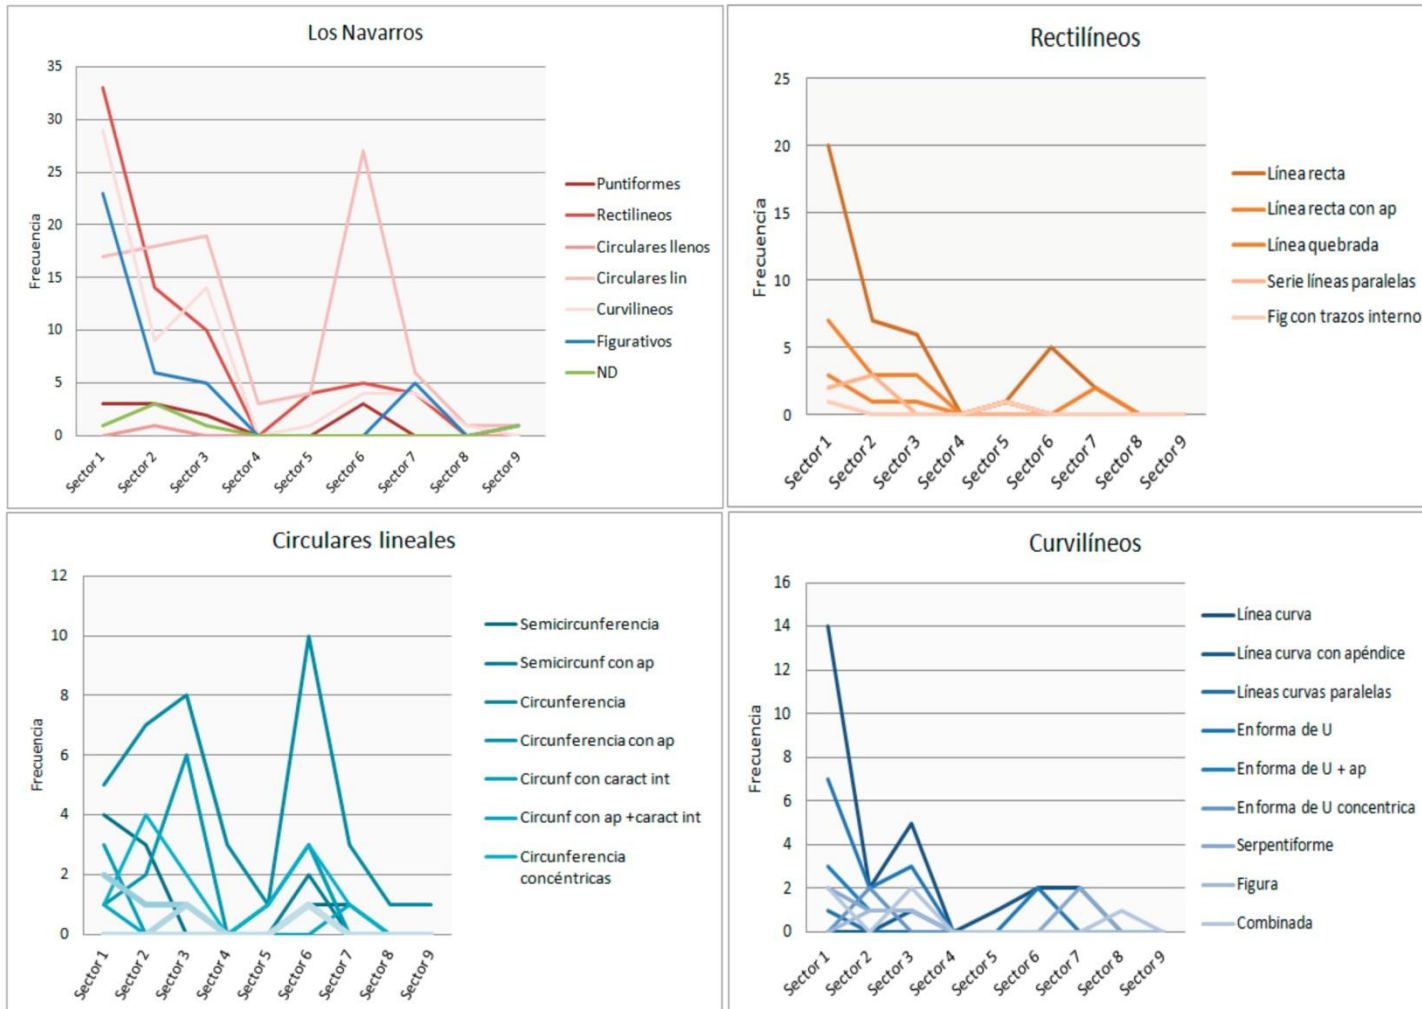 Los Navarros
35
30
25
20
15
10
5
0
Frecuencia
Sector 1
Sector 2
Sector 3
Sector 4
Sector 5
Sector 6
Sector 7
Sector 8
Sector 9
Puntiformes
Rectilineos
Circulares llenos
Circulares lin
Curvilineos
Figurativos
ND
Rectilíneos
25
20
15
10
5
0
Frecuencia
Sector 1
Sector 2
Sector 3
Sector 4
Sector 5
Sector 6
Sector 7
Sector 8
Sector 9
Línea recta
Línea recta con ap
Línea quebrada
Serie líneas paralelas
Fig con trazos interno
Circulares lineales
12
10
8
6
4
2
0
Frecuencia
Sector 1
Sector 2
Sector 3
Sector 4
Sector 5
Sector 6
Sector 7
Sector 8
Sector 9
Semicircunferencia
Semicircunf con ap
Circunferencia
Circunferencia con ap
Circunf con caract int
Circunf con ap +caract int
Circunferencia
concéntricas
Curvilíneos
16
14
12
10
8
6
4
2
0
Frecuencia
Sector 1
Sector 2
Sector 3
Sector 4
Sector 5
Sector 6
Sector 7
Sector 8
Sector 9
Línea curva
Línea curva con apéndice
Líneas curvas paralelas
En forma de U
En forma de U + ap
En forma de U concentrica
Serpentiforme
Figura
Combinada